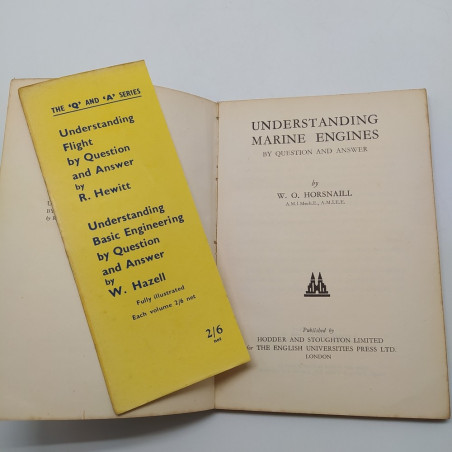 THE 'Q' AND 'A' SERIES
Understanding
Flight
by Question
and Answer
by
R. Hewitt
Understanding
Basic Engineering
by Question
and Answer
by
W. Hazell
Fully illustrated
Each volume 2/6 net
2/6
net
UNDERSTANDING
MARINE ENGINES
BY QUESTION AND ANSWER
by
W. O. HORSNAILL
A.M.I.Mech.E., A.M.I.E.E.
Published by
HODDER AND STOUGHTON LIMITED
for THE ENGLISH UNIVERSITIES PRESS LTD.
LONDON